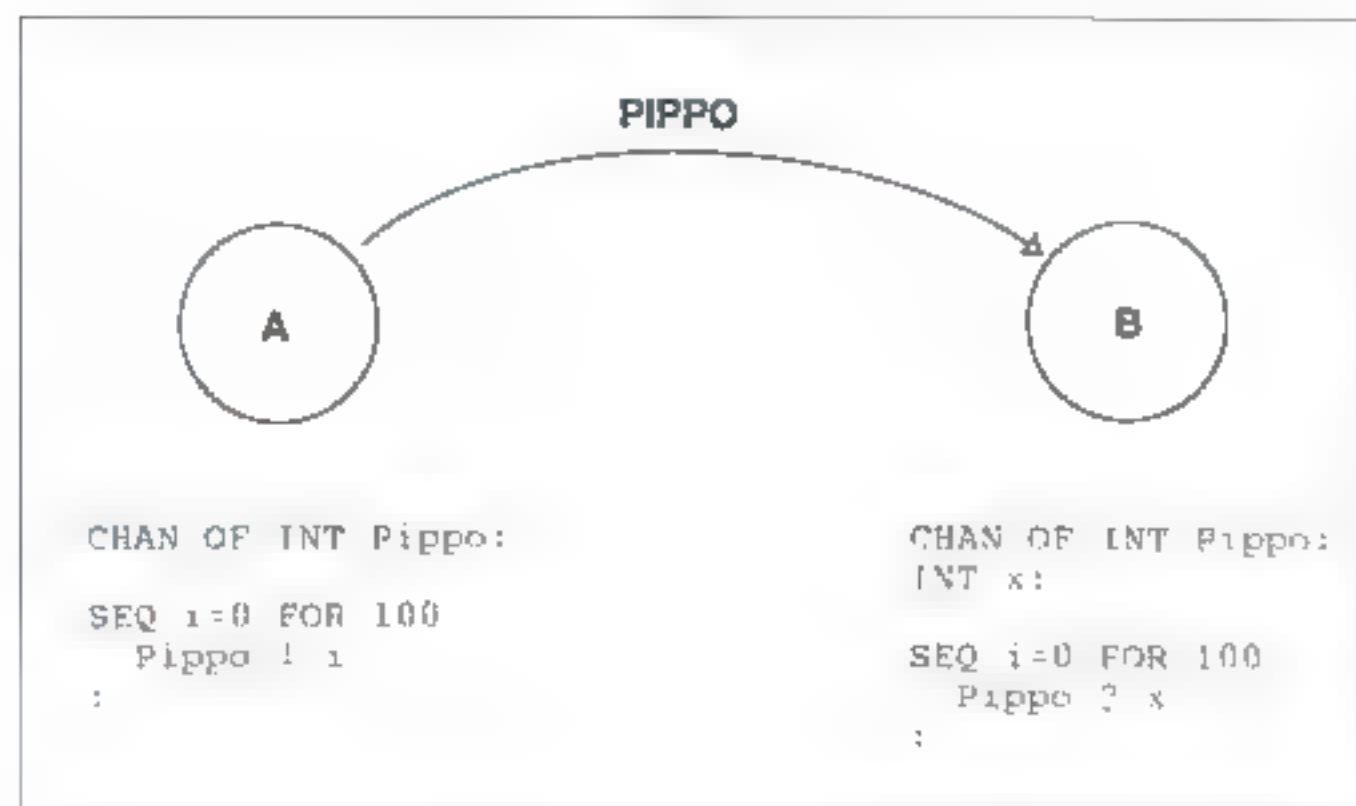 PIPPO
A
B
CHAN OF INT Pippo:
SEQ i=0 FOR 100
Pippo ! i
:
CHAN OF INT Pippo:
INT x:
SEQ i=0 FOR 100
Pippo ? x
: